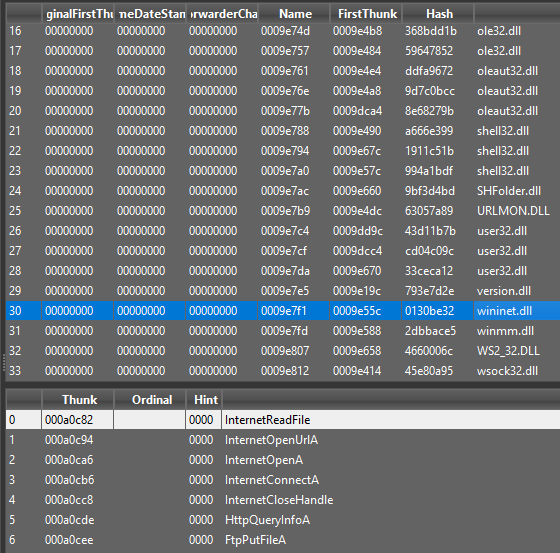 ginalFirstThu meDateStan orwarderCha Name FirstThunk Hash
16 00000000 00000000 00000000 0009e74d 0009e4b8 368bdd1b ole32.dll
17 00000000 00000000 00000000 0009e757 0009e484 59647852 ole32.dll
18 00000000 00000000 00000000 0009e761 0009e4e4 ddfa9672 oleaut32.dll
19 00000000 00000000 00000000 0009e76e 0009e4a8 9d7c0bcc oleaut32.dll
20 00000000 00000000 00000000 0009e77b 0009dca4 8e68279b oleaut32.dll
21 00000000 00000000 00000000 0009e788 0009e490 a666e399 shell32.dll
22 00000000 00000000 00000000 0009e794 0009e67c 1911c51b shell32.dll
23 00000000 00000000 00000000 0009e7a0 0009e57c 994a1bdf shell32.dll
24 00000000 00000000 00000000 0009e7ac 0009e660 9bf3d4bd SHFolder.dll
25 00000000 00000000 00000000 0009e7b9 0009e4dc 63057a89 URLMON.DLL
26 00000000 00000000 00000000 0009e7c4 0009dd9c 43d11b7b user32.dll
27 00000000 00000000 00000000 0009e7cf 0009dcc4 cd04c09c user32.dll
28 00000000 00000000 00000000 0009e7da 0009e670 33ceca12 user32.dll
29 00000000 00000000 00000000 0009e7e5 0009e19c 793e7d2e version.dll
30 00000000 00000000 00000000 0009e7f1 0009e55c 0130be32 wininet.dll
31 00000000 00000000 00000000 0009e7fd 0009e588 2dbbace5 winmm.dll
32 00000000 00000000 00000000 0009e807 0009e658 4660006c WS2_32.DLL
33 00000000 00000000 00000000 0009e812 0009e414 45e80a95 wsock32.dll
Thunk Ordinal Hint
0 000a0c82 0000 InternetReadFile
1 000a0c94 0000 InternetOpenUrlA
2 000a0ca6 0000 InternetOpenA
3 000a0cb6 0000 InternetConnectA
4 000a0cc8 0000 InternetCloseHandle
5 000a0cde 0000 HttpQueryInfoA
6 000a0cee 0000 FtpPutFileA